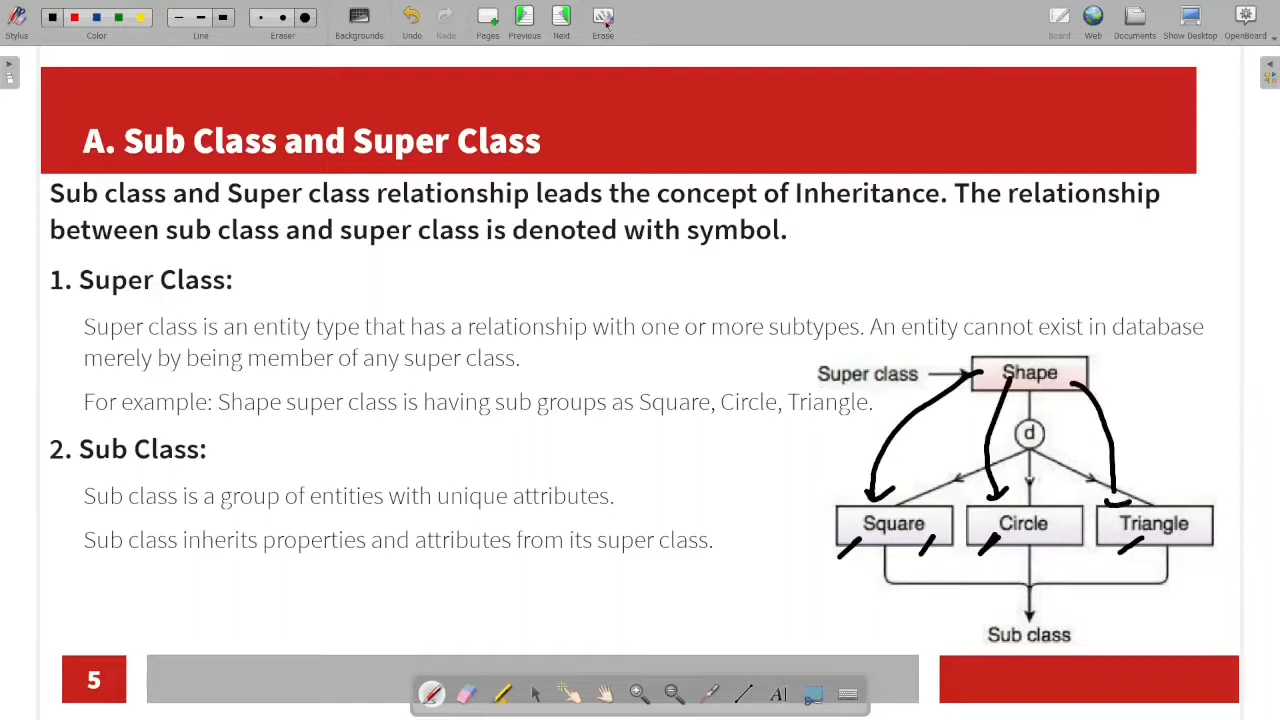 Stylus
Color
Line
Eraser
Backgrounds
Undo
Redo
Pages
Previous
Next
Erase
Board
Web
Documents
Show Desktop
OpenBoard
A. Sub Class and Super Class
Sub class and Super class relationship leads the concept of Inheritance. The relationship
between sub class and super class is denoted with symbol.
1. Super Class:
Super class is an entity type that has a relationship with one or more subtypes. An entity cannot exist in database
merely by being member of any super class.
For example: Shape super class is having sub groups as Square, Circle, Triangle.
2. Sub Class:
Sub class is a group of entities with unique attributes.
Sub class inherits properties and attributes from its super class.
Super class
Shape
d
Square
Circle
Triangle
Sub class
5
AI